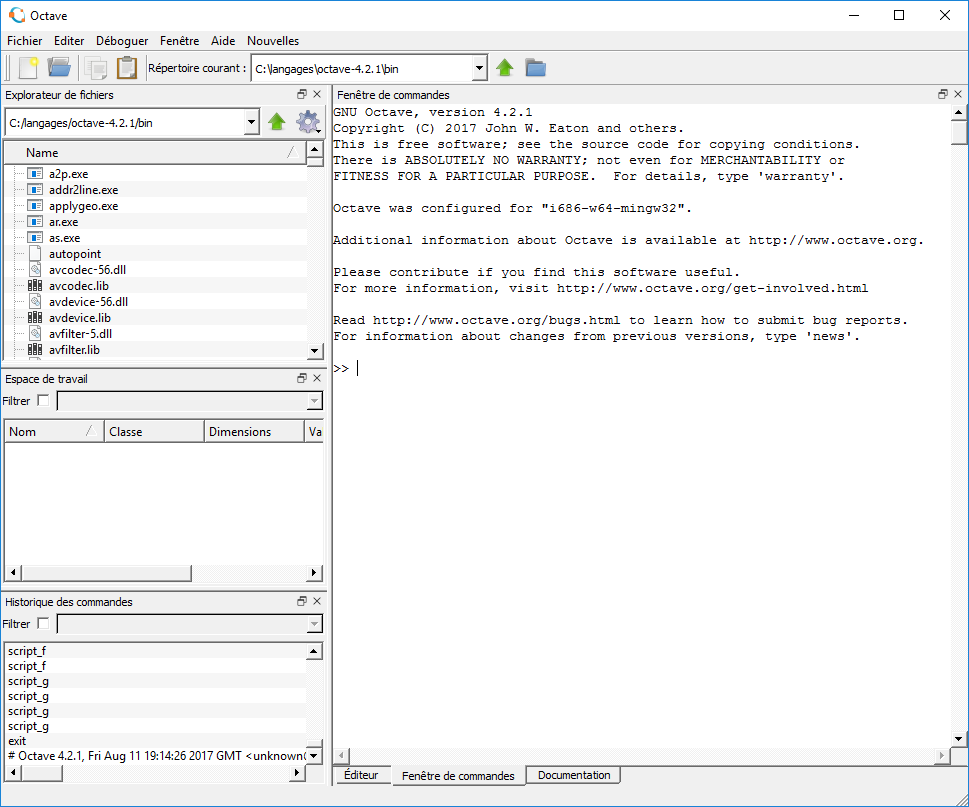 Octave
Fichier Editer Déboguer Fenêtre Aide Nouvelles
Répertoire courant : C:\langages\octave-4.2.1\bin
Explorateur de fichiers
C:/langages/octave-4.2.1/bin
Name
a2p.exe
addr2line.exe
applygeo.exe
ar.exe
as.exe
autopoint
avcodec-56.dll
avcodec.lib
avdevice-56.dll
avdevice.lib
avfilter-5.dll
avfilter.lib
Espace de travail
Filtrer
Nom Classe Dimensions Va
Historique des commandes
Filtrer
script_f
script_f
script_g
script_g
script_g
script_g
exit
# Octave 4.2.1, Fri Aug 11 19:14:26 2017 GMT <unknown
Fenêtre de commandes
GNU Octave, version 4.2.1
Copyright (C) 2017 John W. Eaton and others.
This is free software; see the source code for copying conditions.
There is ABSOLUTELY NO WARRANTY; not even for MERCHANTABILITY or
FITNESS FOR A PARTICULAR PURPOSE.  For details, type 'warranty'.
Octave was configured for "i686-w64-mingw32".
Additional information about Octave is available at http://www.octave.org.
Please contribute if you find this software useful.
For more information, visit http://www.octave.org/get-involved.html
Read http://www.octave.org/bugs.html to learn how to submit bug reports.
For information about changes from previous versions, type 'news'.
>>
Éditeur Fenêtre de commandes Documentation